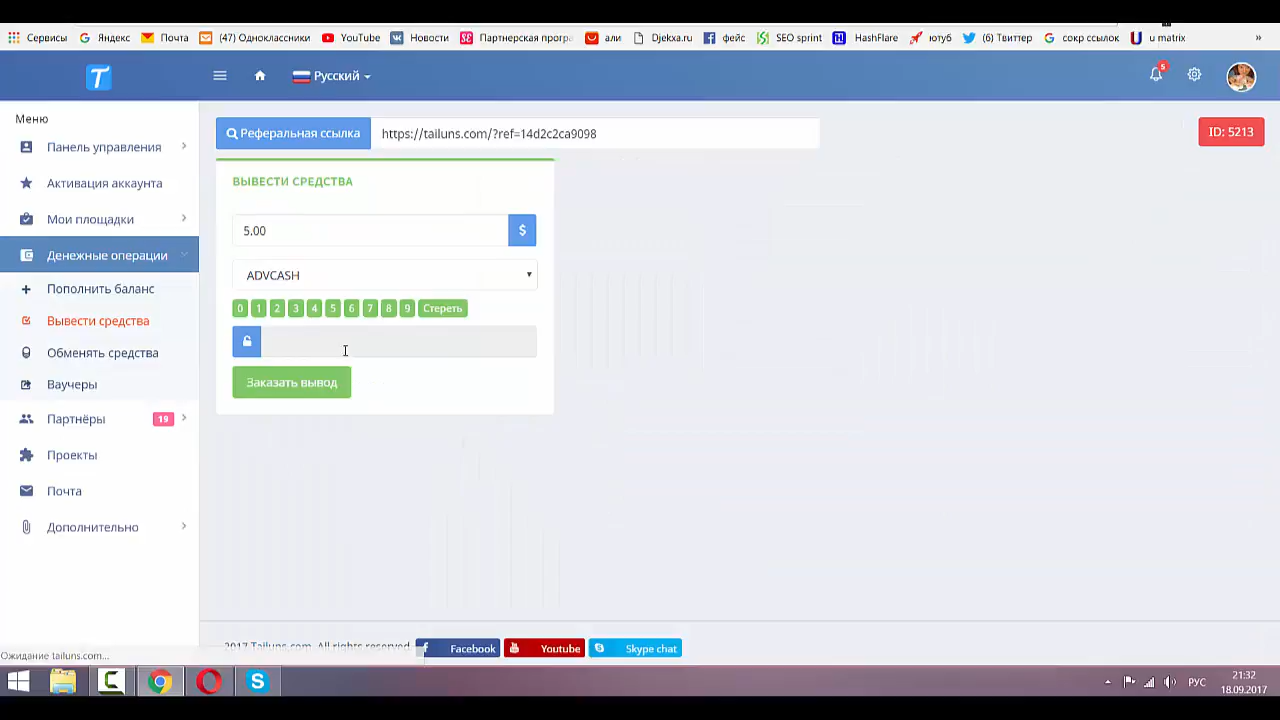 Сервисы Яндекс Почта (47) Одноклассники YouTube Новости Партнерская програ али Djekxa.ru фейс SEO sprint HashFlare ютуб (6) Твиттер сокр ссылок u matrix »
T Русский 5
Меню
Реферальная ссылка https://tailuns.com/?ref=14d2c2ca9098 ID: 5213
Панель управления
Активация аккаунта
Мои площадки
Денежные операции
Пополнить баланс
Вывести средства
Обменять средства
Ваучеры
Партнёры 19
Проекты
Почта
Дополнительно
ВЫВЕСТИ СРЕДСТВА
5.00 $
ADVCASH
0 1 2 3 4 5 6 7 8 9 Стереть
Заказать вывод
2017 Tailuns.com. All rights reserved Facebook Youtube Skype chat
Ожидание tailuns.com...
РУС 21:32
18.09.2017